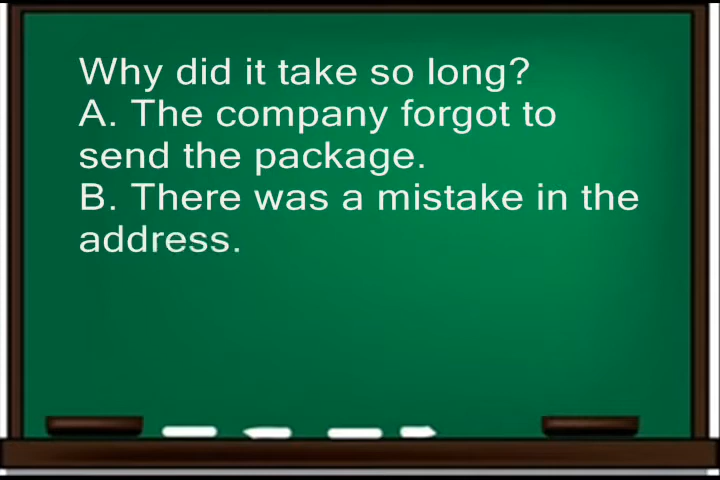 Why did it take so long?
A. The company forgot to
send the package.
B. There was a mistake in the
address.